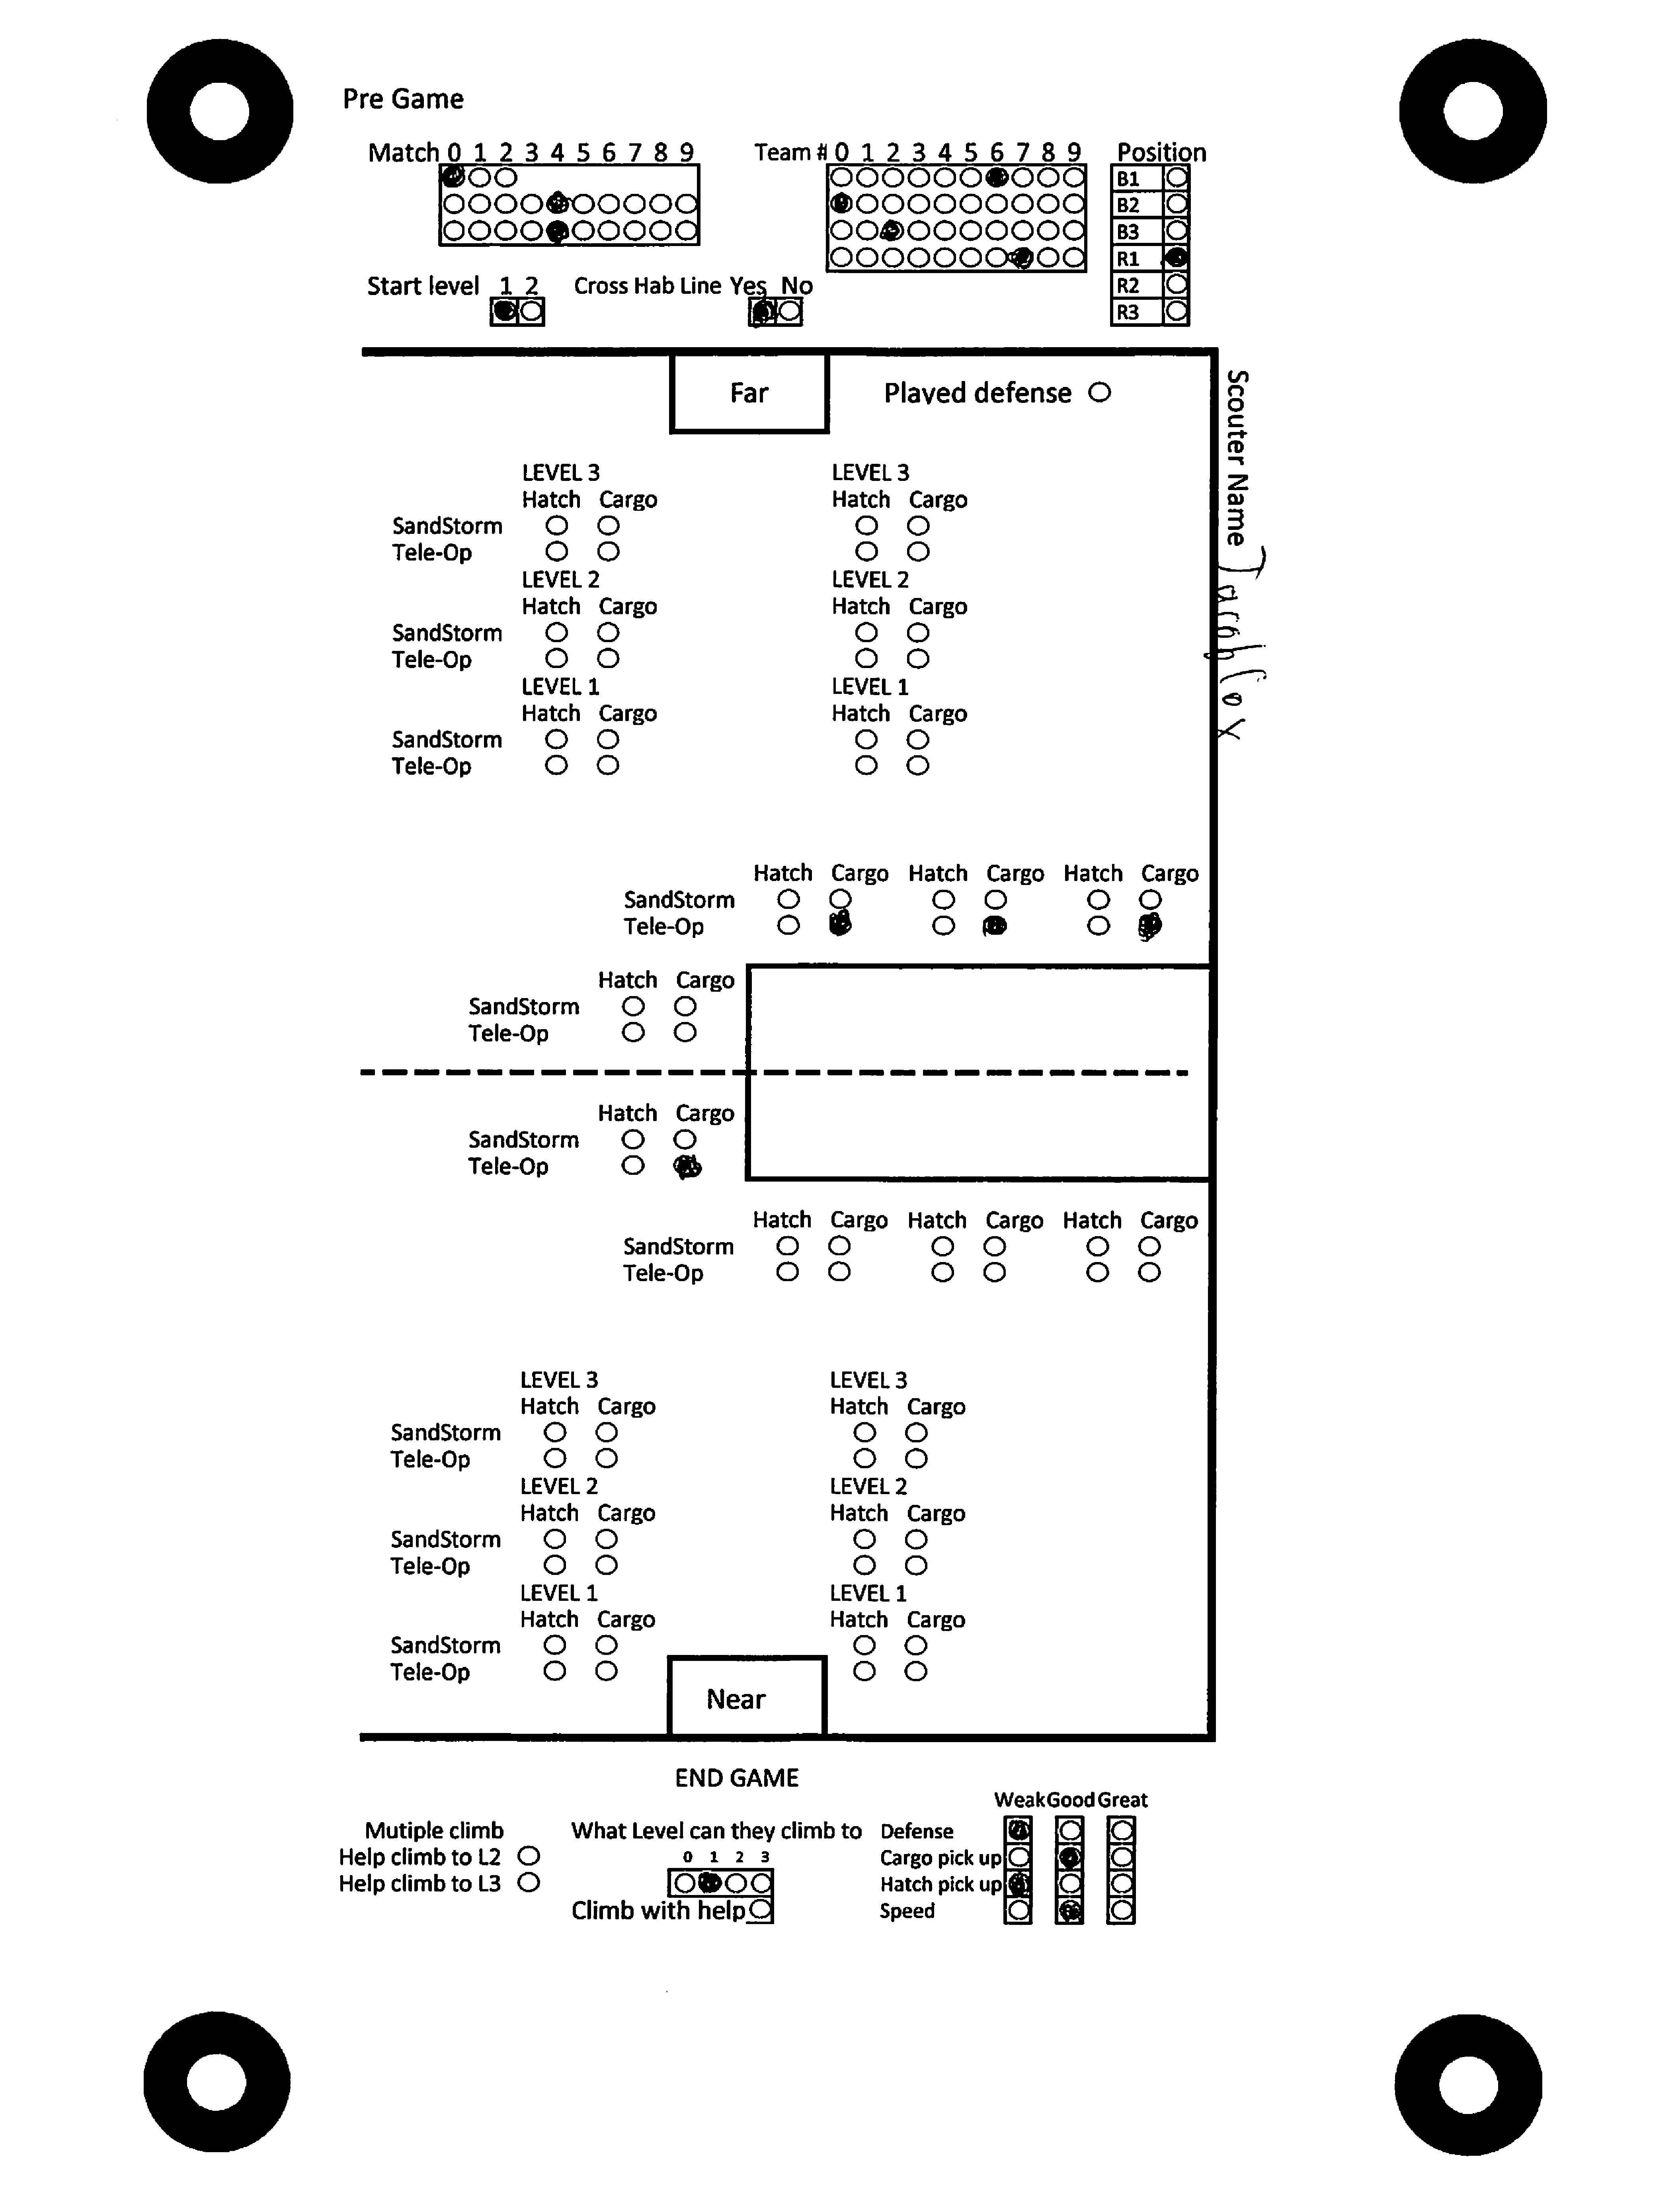 Pre Game
Match 0 1 2 3 4 5 6 7 8 9
Team # 0 1 2 3 4 5 6 7 8 9
Position
B1
B2
B3
R1
R2
R3
Start level 1 2
Cross Hab Line Yes No
Far
Played defense
Scouter Name Jacob Cox
LEVEL 3 LEVEL 3
Hatch Cargo Hatch Cargo
SandStorm
Tele-Op
LEVEL 2 LEVEL 2
Hatch Cargo Hatch Cargo
SandStorm
Tele-Op
LEVEL 1 LEVEL 1
Hatch Cargo Hatch Cargo
SandStorm
Tele-Op
Hatch Cargo Hatch Cargo Hatch Cargo
SandStorm
Tele-Op
Hatch Cargo
SandStorm
Tele-Op
Hatch Cargo
SandStorm
Tele-Op
Hatch Cargo Hatch Cargo Hatch Cargo
SandStorm
Tele-Op
LEVEL 3 LEVEL 3
Hatch Cargo Hatch Cargo
SandStorm
Tele-Op
LEVEL 2 LEVEL 2
Hatch Cargo Hatch Cargo
SandStorm
Tele-Op
LEVEL 1 LEVEL 1
Hatch Cargo Hatch Cargo
SandStorm
Tele-Op
Near
END GAME
Mutiple climb
Help climb to L2
Help climb to L3
What Level can they climb to
0 1 2 3
Climb with help
Weak Good Great
Defense
Cargo pick up
Hatch pick up
Speed